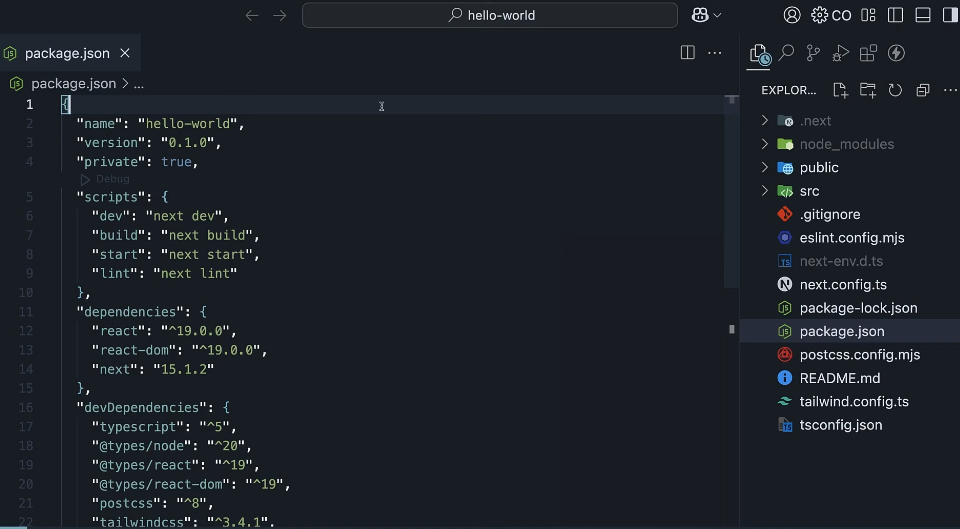 hello-world
CO
package.json
package.json > ...
EXPLOR...
1 {
2 "name": "hello-world",
3 "version": "0.1.0",
4 "private": true,
Debug
5 "scripts": {
6 "dev": "next dev",
7 "build": "next build",
8 "start": "next start",
9 "lint": "next lint"
10 },
11 "dependencies": {
12 "react": "^19.0.0",
13 "react-dom": "^19.0.0",
14 "next": "15.1.2"
15 },
16 "devDependencies": {
17 "typescript": "^5",
18 "@types/node": "^20",
19 "@types/react": "^19",
20 "@types/react-dom": "^19",
21 "postcss": "^8",
22 "tailwindcss": "^3.4.1",
.next
node_modules
public
src
.gitignore
eslint.config.mjs
next-env.d.ts
next.config.ts
package-lock.json
package.json
postcss.config.mjs
README.md
tailwind.config.ts
tsconfig.json